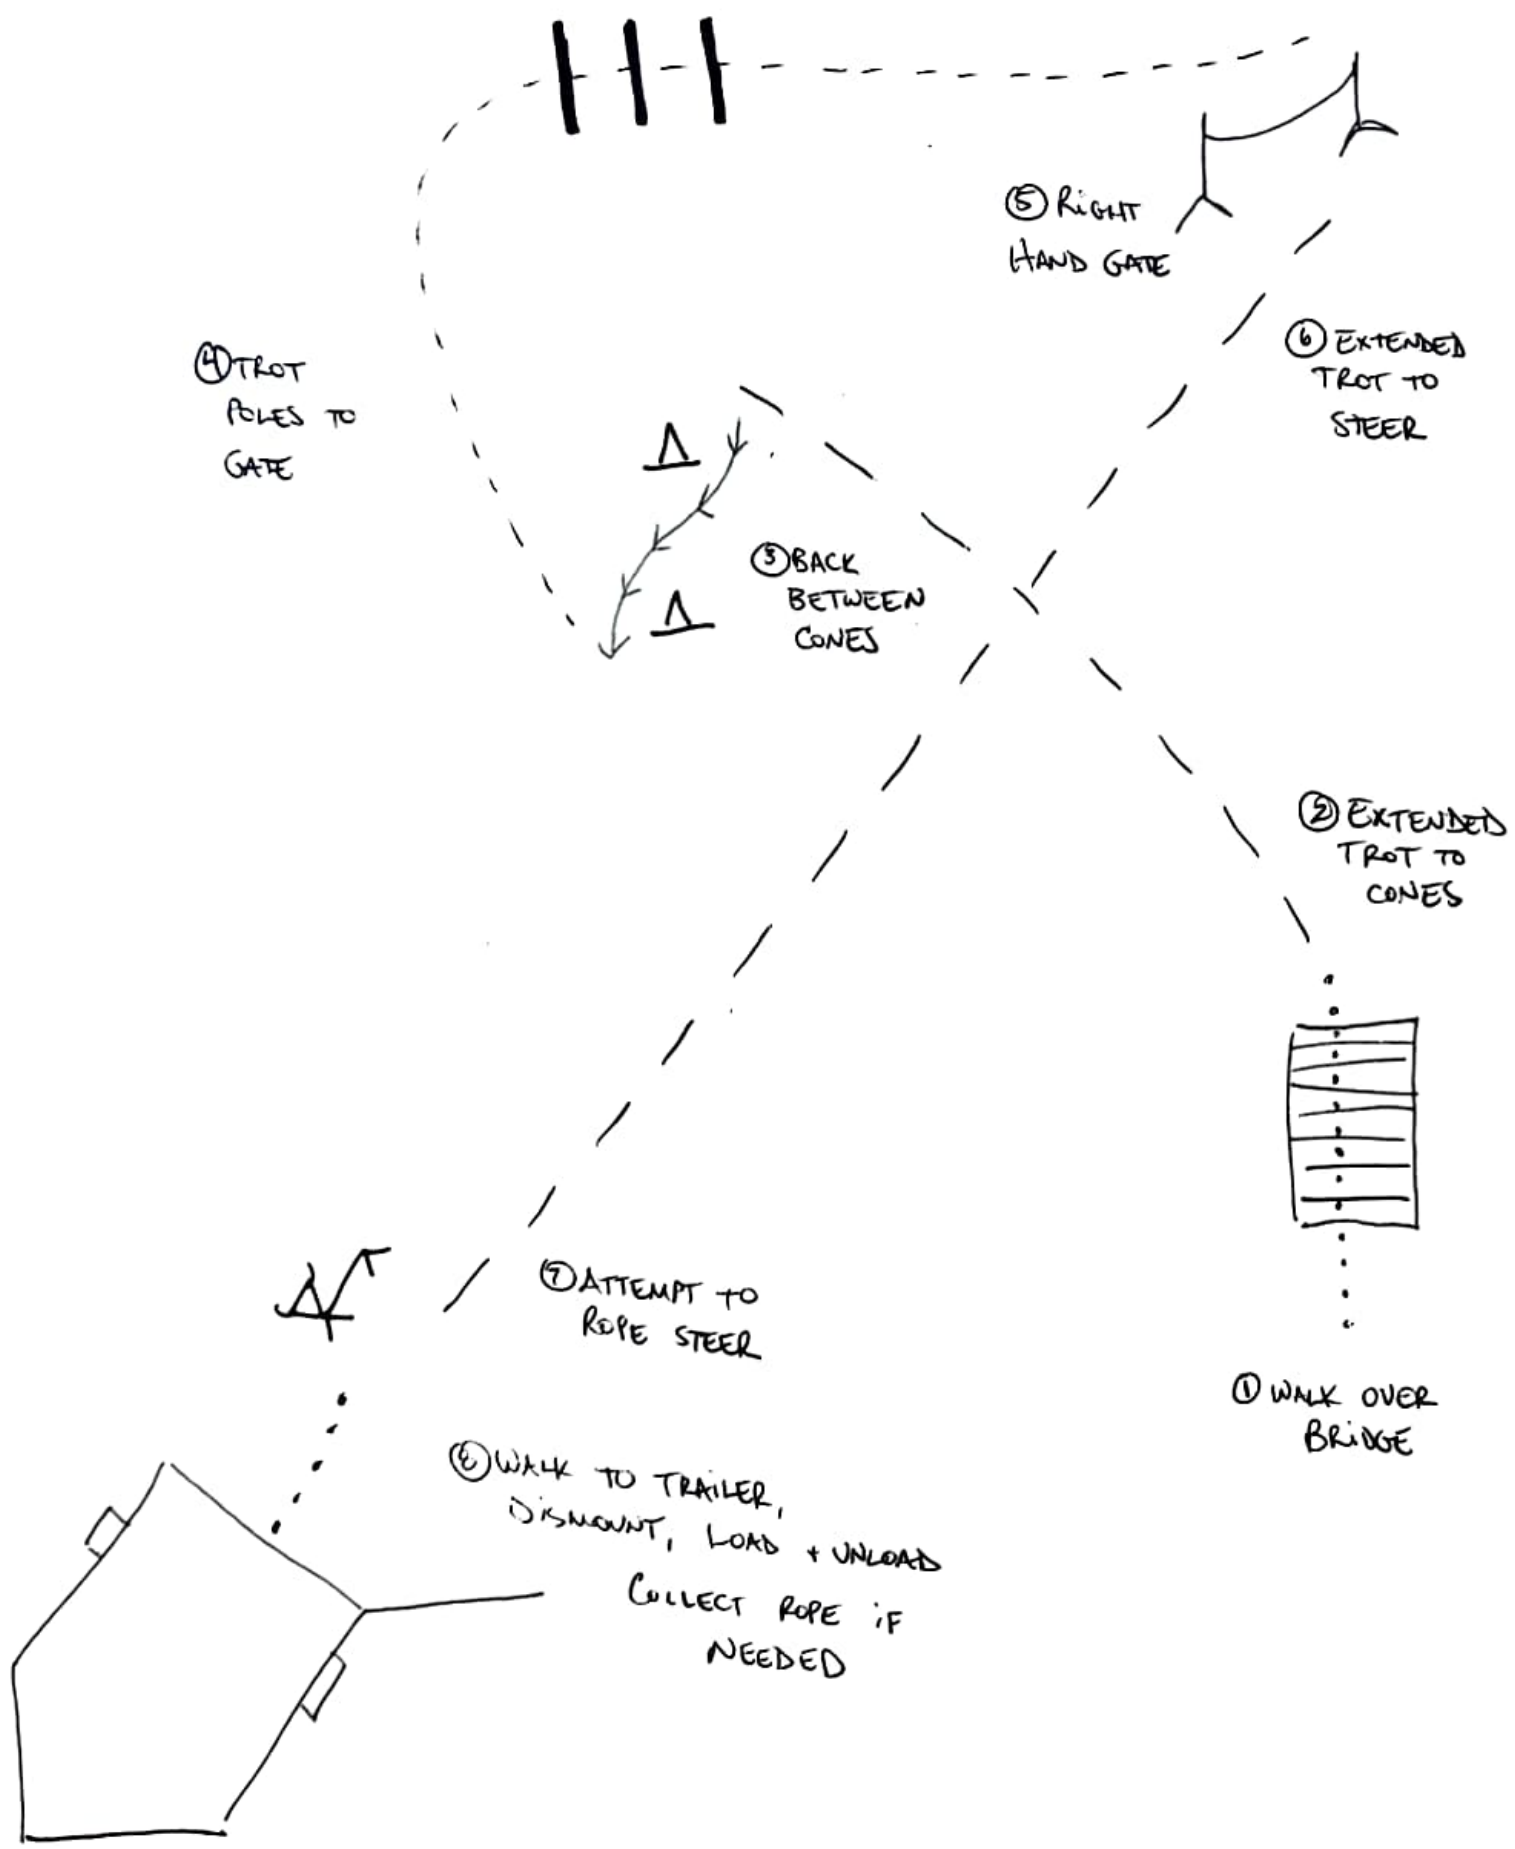 ① WALK OVER
BRIDGE
② EXTENDED
TROT TO
CONES
③ BACK
BETWEEN
CONES
④ TROT
POLES TO
GATE
⑤ RIGHT
HAND GATE
⑥ EXTENDED
TROT TO
STEER
⑦ ATTEMPT TO
ROPE STEER
⑧ WALK TO TRAILER,
DISMOUNT, LOAD + UNLOAD
COLLECT ROPE iF
NEEDED